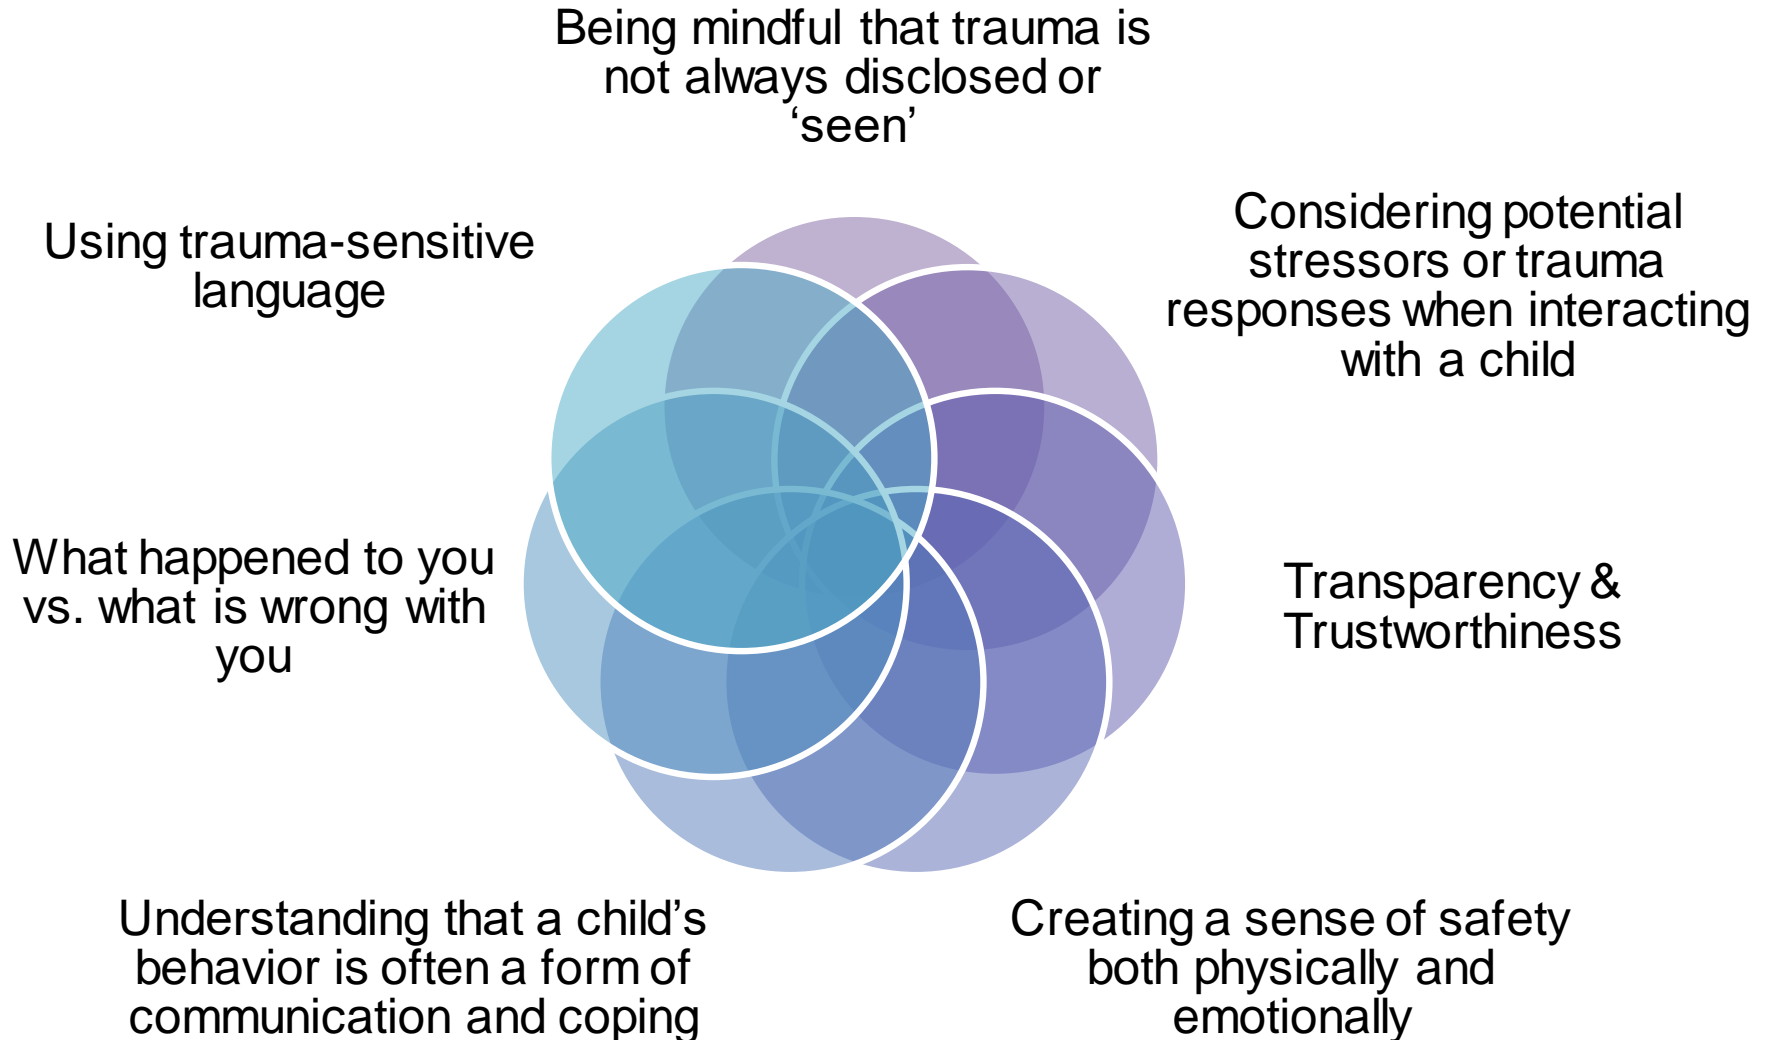 Being mindful that trauma is
not always disclosed or
‘seen’
Considering potential
stressors or trauma
responses when interacting
with a child
Transparency &
Trustworthiness
Creating a sense of safety
both physically and
emotionally
Understanding that a child’s
behavior is often a form of
communication and coping
What happened to you
vs. what is wrong with
you
Using trauma-sensitive
language